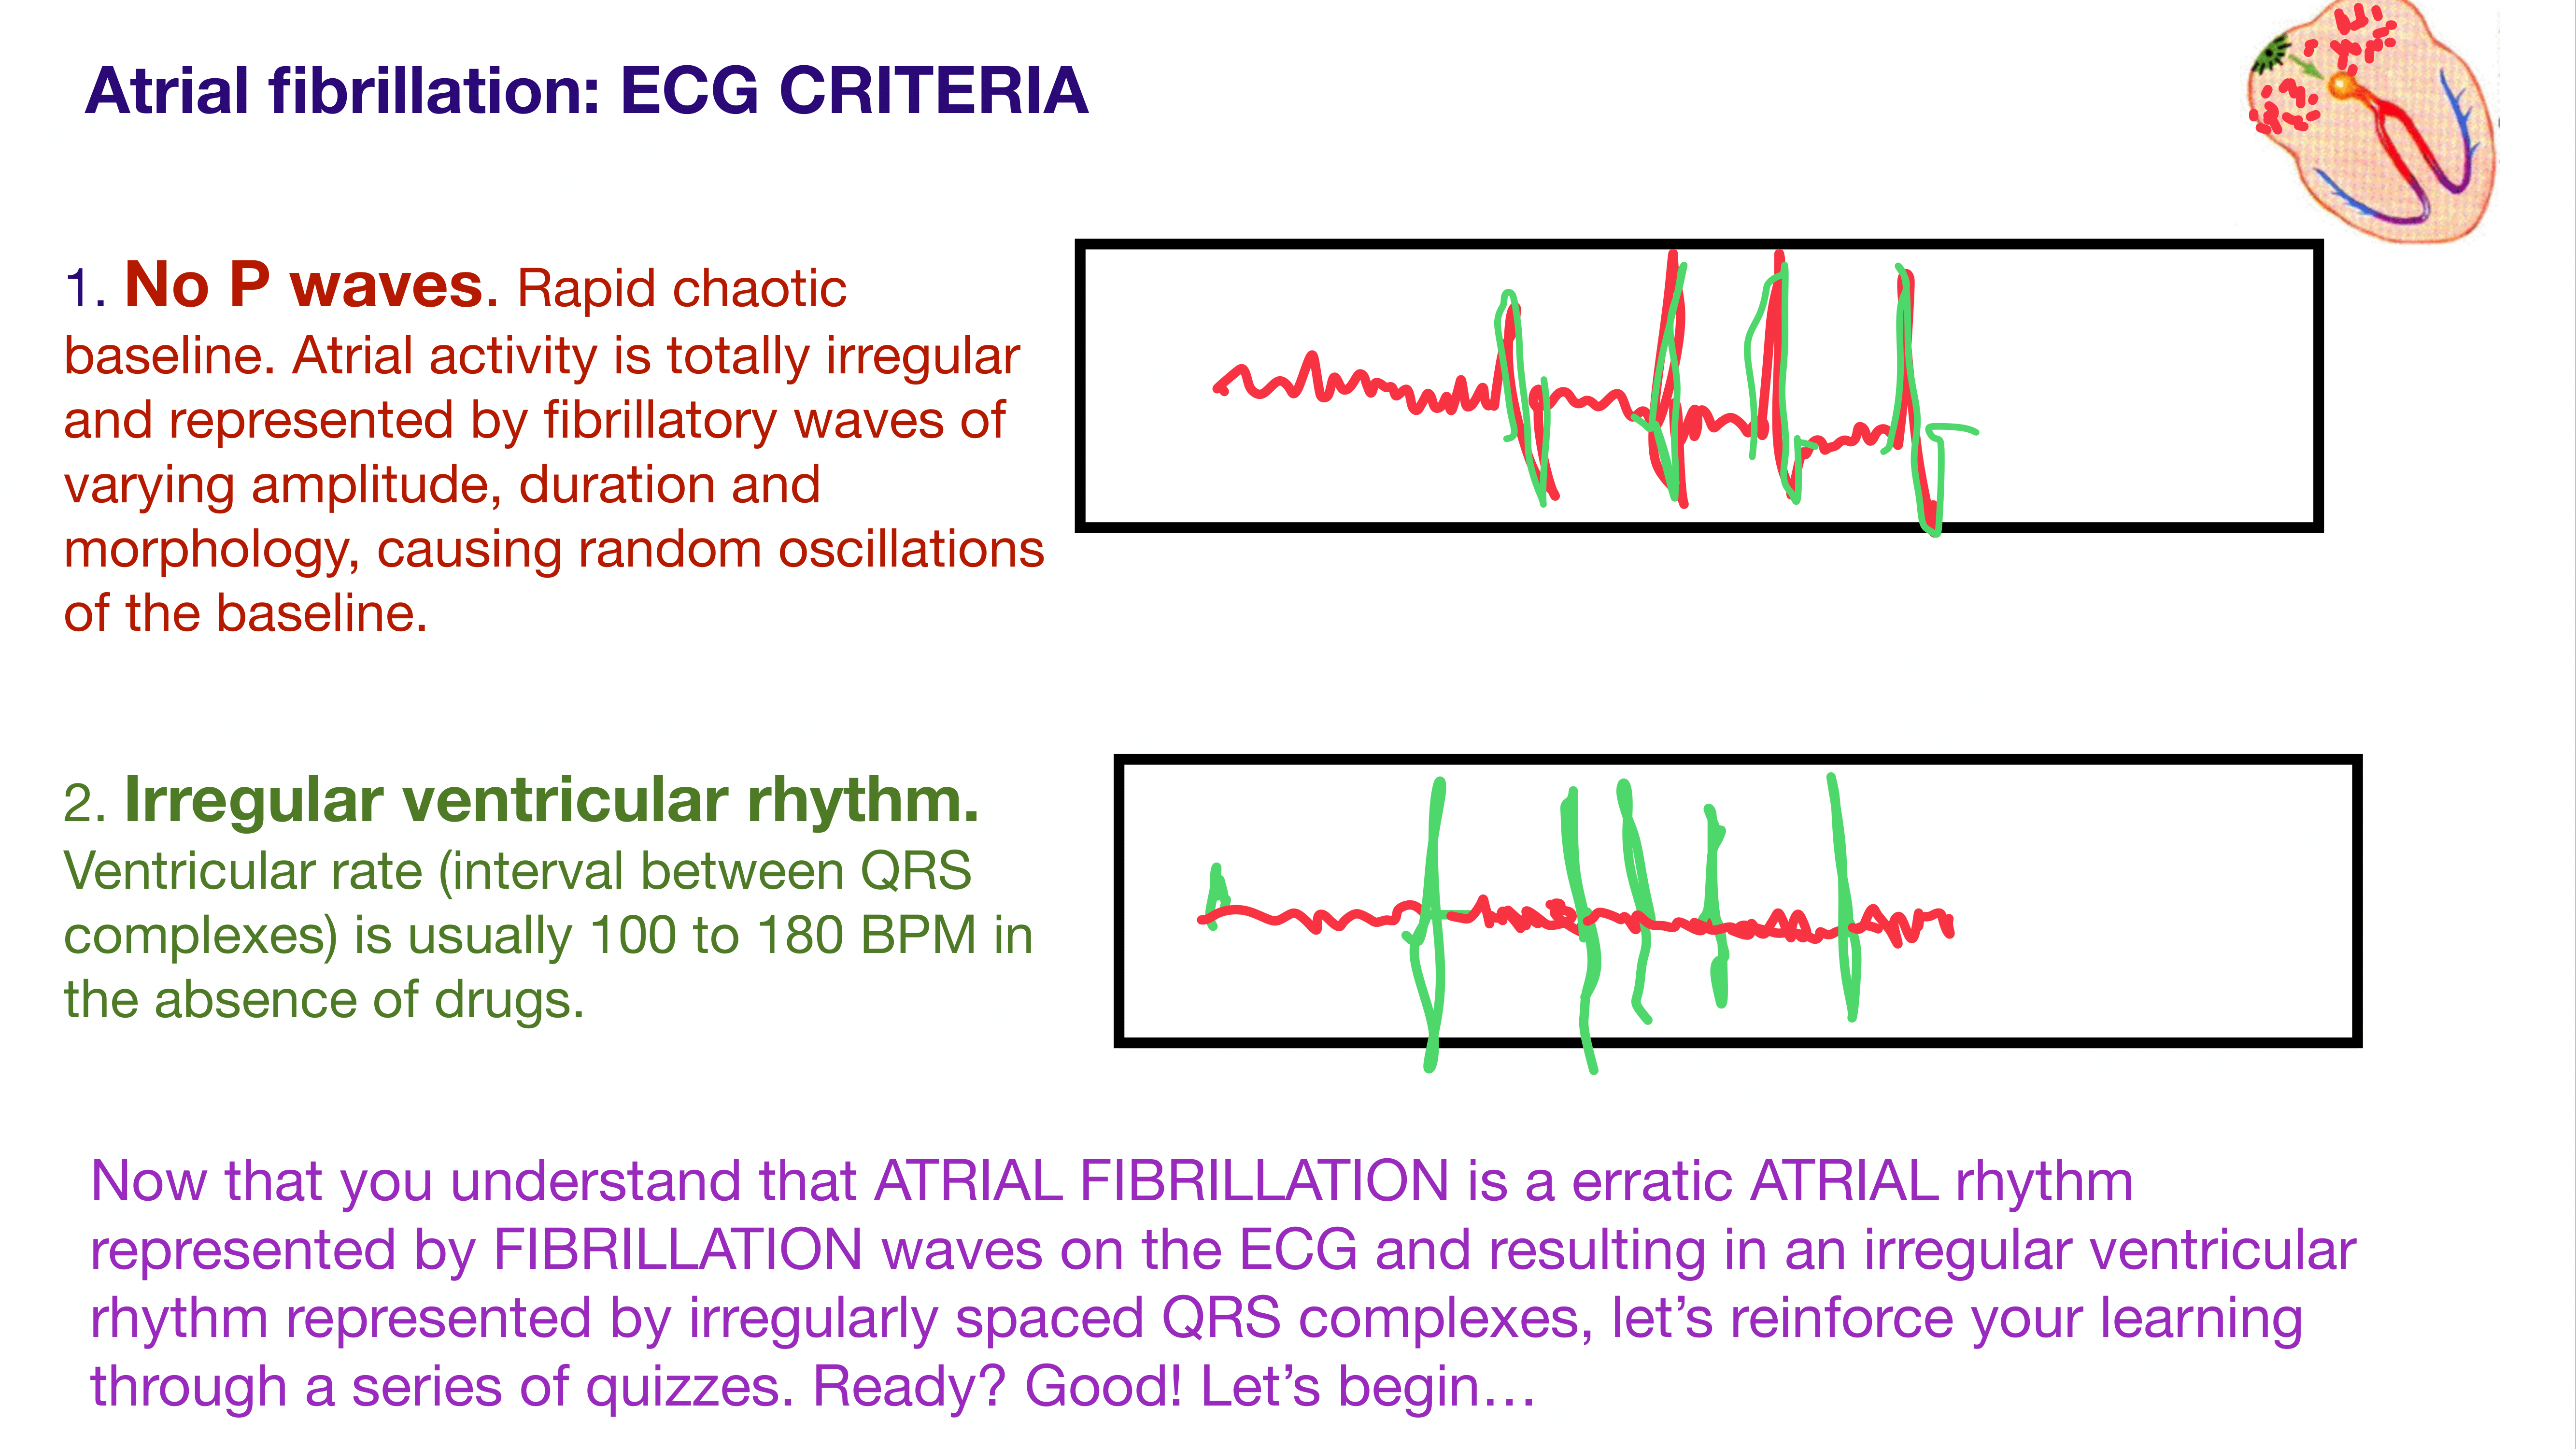 Atrial fibrillation: ECG CRITERIA
1. No P waves. Rapid chaotic
baseline. Atrial activity is totally irregular
and represented by fibrillatory waves of
varying amplitude, duration and
morphology, causing random oscillations
of the baseline.
2. Irregular ventricular rhythm.
Ventricular rate (interval between QRS
complexes) is usually 100 to 180 BPM in
the absence of drugs.
Now that you understand that ATRIAL FIBRILLATION is a erratic ATRIAL rhythm
represented by FIBRILLATION waves on the ECG and resulting in an irregular ventricular
rhythm represented by irregularly spaced QRS complexes, let’s reinforce your learning
through a series of quizzes. Ready? Good! Let’s begin…